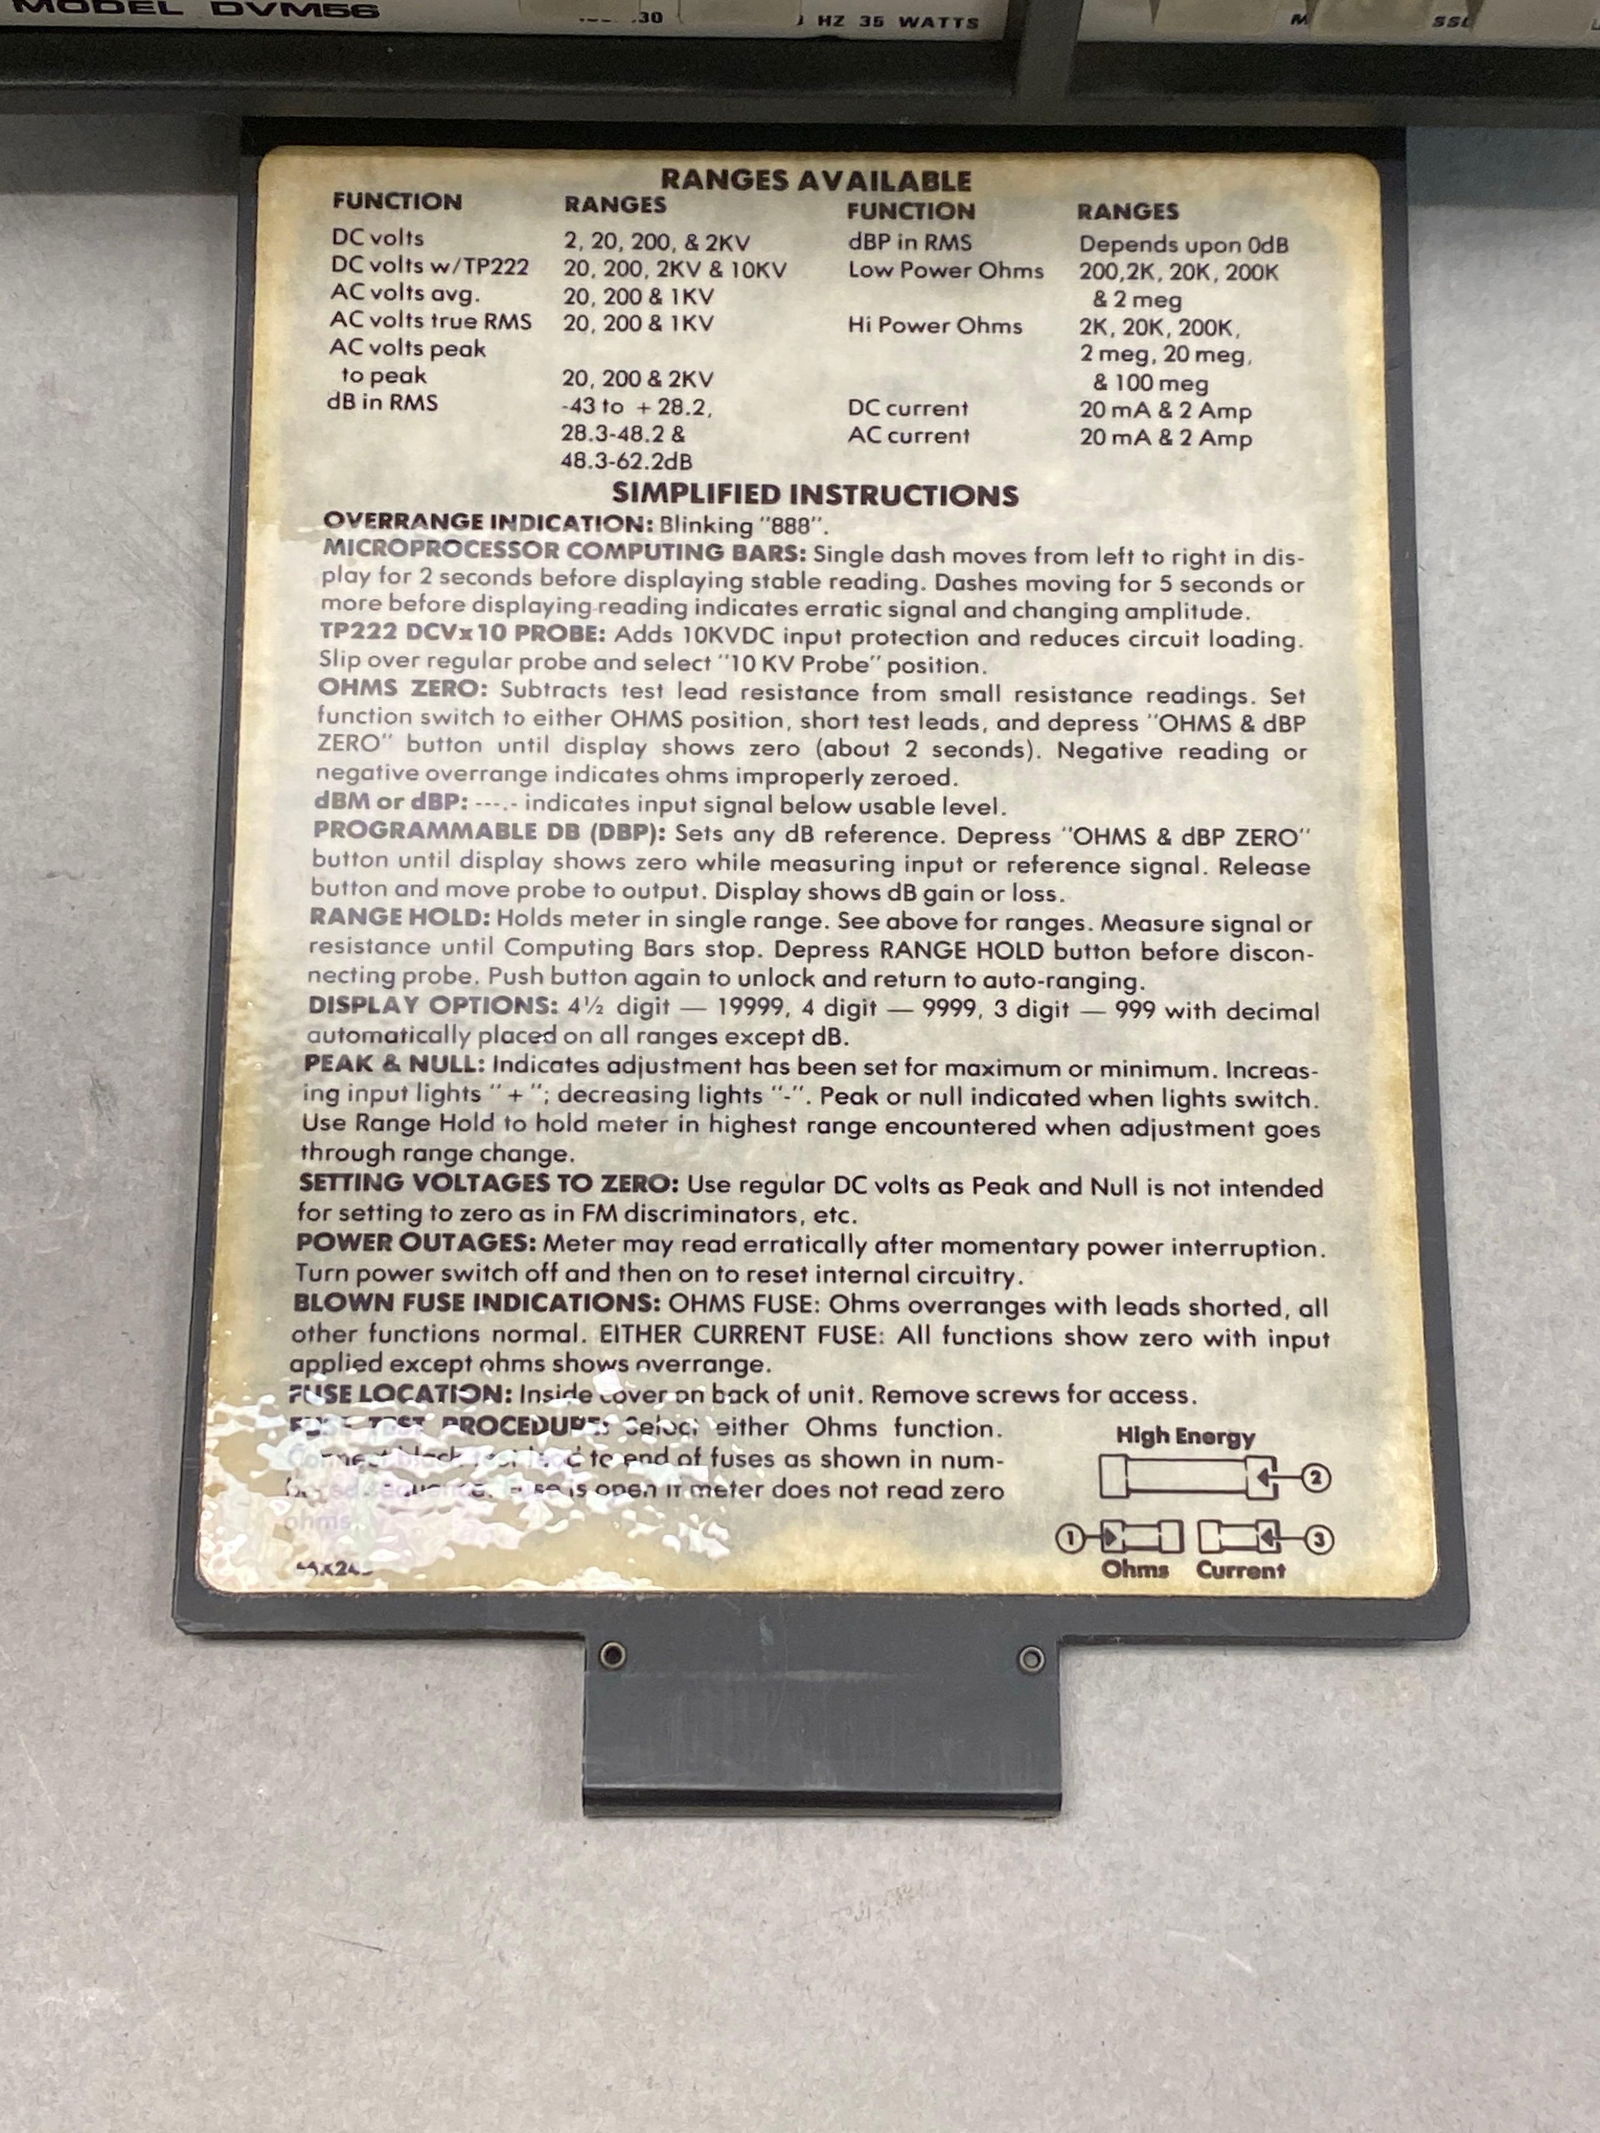 MODEL DVM56
30
HZ 35 WATTS
RANGES AVAILABLE
FUNCTION RANGES FUNCTION RANGES
DC volts 2, 20, 200, & 2KV dBP in RMS Depends upon 0dB
DC volts w/TP222 20, 200, 2KV & 10KV Low Power Ohms 200,2K, 20K, 200K
AC volts avg. 20, 200 & 1KV & 2 meg
AC volts true RMS 20, 200 & 1KV Hi Power Ohms 2K, 20K, 200K,
AC volts peak 2 meg, 20 meg,
to peak 20, 200 & 2KV & 100 meg
dB in RMS -43 to + 28.2, DC current 20 mA & 2 Amp
28.3-48.2 & AC current 20 mA & 2 Amp
48.3-62.2dB
SIMPLIFIED INSTRUCTIONS
OVERRANGE INDICATION: Blinking "888".
MICROPROCESSOR COMPUTING BARS: Single dash moves from left to right in dis-
play for 2 seconds before displaying stable reading. Dashes moving for 5 seconds or
more before displaying reading indicates erratic signal and changing amplitude.
TP222 DCVx10 PROBE: Adds 10KVDC input protection and reduces circuit loading.
Slip over regular probe and select "10 KV Probe" position.
OHMS ZERO: Subtracts test lead resistance from small resistance readings. Set
function switch to either OHMS position, short test leads, and depress "OHMS & dBP
ZERO" button until display shows zero (about 2 seconds). Negative reading or
negative overrange indicates ohms improperly zeroed.
dBM or dBP: ---.- indicates input signal below usable level.
PROGRAMMABLE DB (DBP): Sets any dB reference. Depress "OHMS & dBP ZERO"
button until display shows zero while measuring input or reference signal. Release
button and move probe to output. Display shows dB gain or loss.
RANGE HOLD: Holds meter in single range. See above for ranges. Measure signal or
resistance until Computing Bars stop. Depress RANGE HOLD button before discon-
necting probe. Push button again to unlock and return to auto-ranging.
DISPLAY OPTIONS: 4½ digit — 19999, 4 digit — 9999, 3 digit — 999 with decimal
automatically placed on all ranges except dB.
PEAK & NULL: Indicates adjustment has been set for maximum or minimum. Increas-
ing input lights "+"; decreasing lights "-". Peak or null indicated when lights switch.
Use Range Hold to hold meter in highest range encountered when adjustment goes
through range change.
SETTING VOLTAGES TO ZERO: Use regular DC volts as Peak and Null is not intended
for setting to zero as in FM discriminators, etc.
POWER OUTAGES: Meter may read erratically after momentary power interruption.
Turn power switch off and then on to reset internal circuitry.
BLOWN FUSE INDICATIONS: OHMS FUSE: Ohms overranges with leads shorted, all
other functions normal. EITHER CURRENT FUSE: All functions show zero with input
applied except ohms shows overrange.
FUSE LOCATION: Inside cover on back of unit. Remove screws for access.
FUSE TEST PROCEDURE: Select either Ohms function.
Connect black test lead to end of fuses as shown in num-
bered sequence. Fuse is open if meter does not read zero
ohms
High Energy
2
1 3
Ohms Current